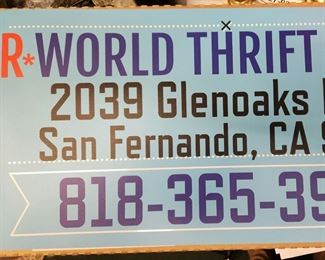 R*WORLD THRIFT
2039 Glenoaks
San Fernando, CA
818-365-39